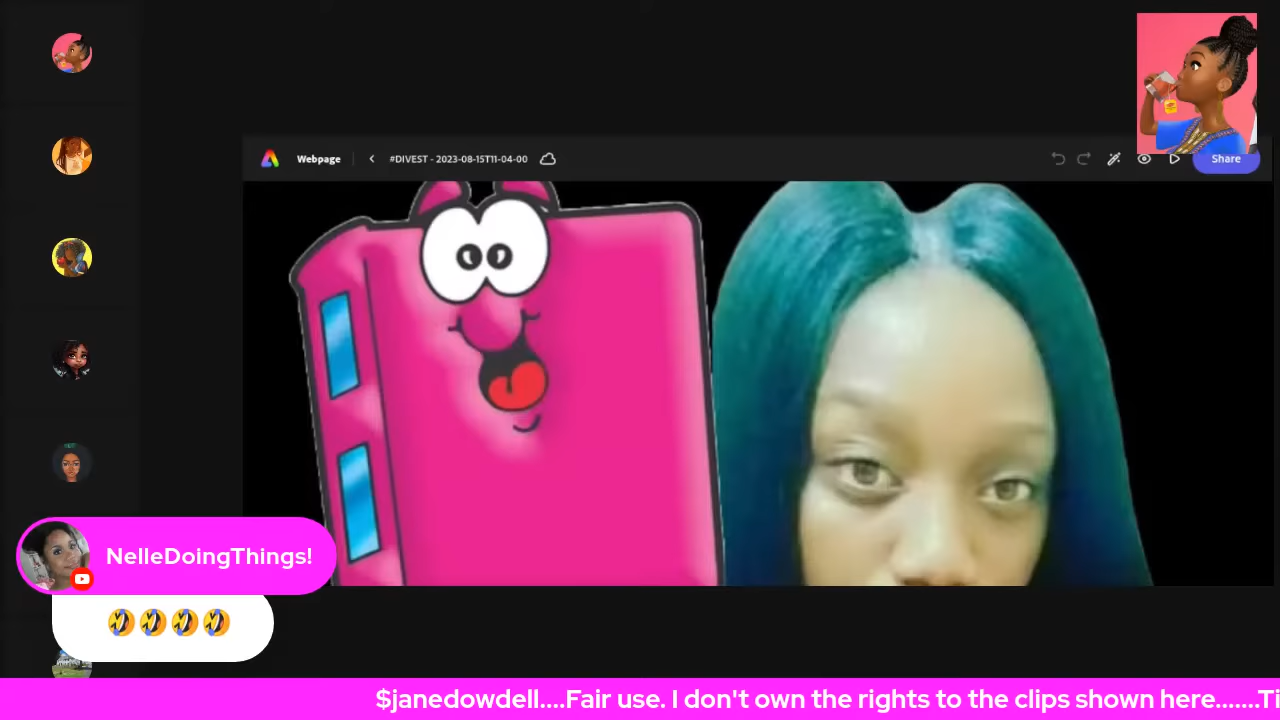 Webpage
#DIVEST - 2023-08-15T11-04-00
Share
NelleDoingThings!
🤣🤣🤣🤣
$janedowdell....Fair use. I don't own the rights to the clips shown here.......Ti